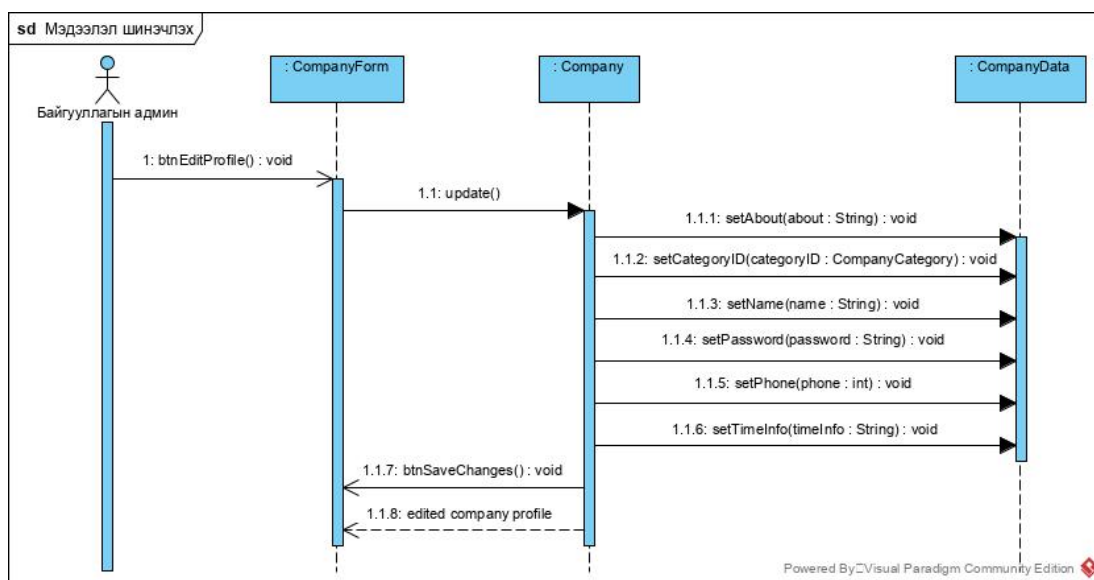 sd Мэдээлэл шинэчлэх
: CompanyForm
: Company
: CompanyData
Байгууллагын админ
1: btnEditProfile() : void
1.1: update()
1.1.1: setAbout(about : String) : void
1.1.2: setCategoryID(categoryID : CompanyCategory) : void
1.1.3: setName(name : String) : void
1.1.4: setPassword(password : String) : void
1.1.5: setPhone(phone : int) : void
1.1.6: setTimeInfo(timeInfo : String) : void
1.1.7: btnSaveChanges() : void
1.1.8: edited company profile
Powered By Visual Paradigm Community Edition